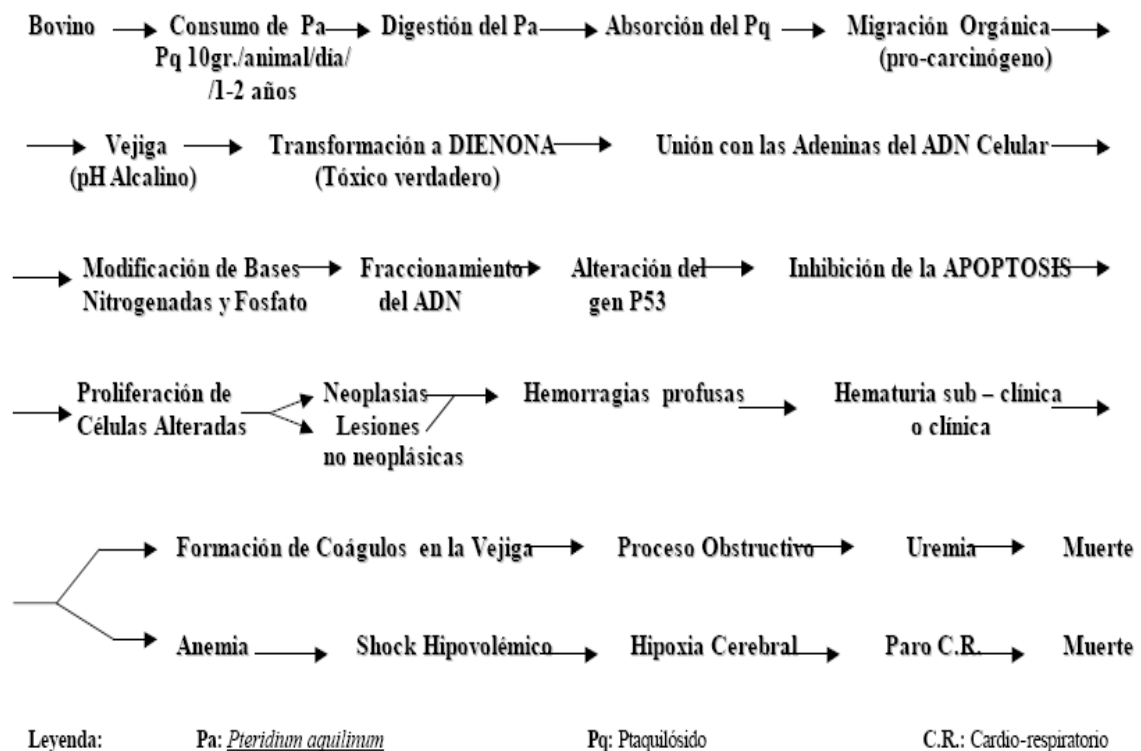 Bovino Consumo de Pa Digestión del Pa Absorción del Pq Migración Orgánica
Pq 10gr./animal/día/ (pro-carcinógeno)
/1-2 años
Vejiga Transformación a DIENONA Unión con las Adeninas del ADN Celular
(pH Alcalino) (Tóxico verdadero)
Modificación de Bases Fraccionamiento Alteración del Inhibición de la APOPTOSIS
Nitrogenadas y Fosfato del ADN gen P53
Proliferación de Neoplasias Hemorragias profusas Hematuria sub – clínica
Células Alteradas Lesiones o clínica
no neoplásicas
Formación de Coágulos en la Vejiga Proceso Obstructivo Uremia Muerte
Anemia Shock Hipovolémico Hipoxia Cerebral Paro C.R. Muerte
Leyenda: Pa: Pteridium aquilinum Pq: Ptaquilósido C.R.: Cardio-respiratorio